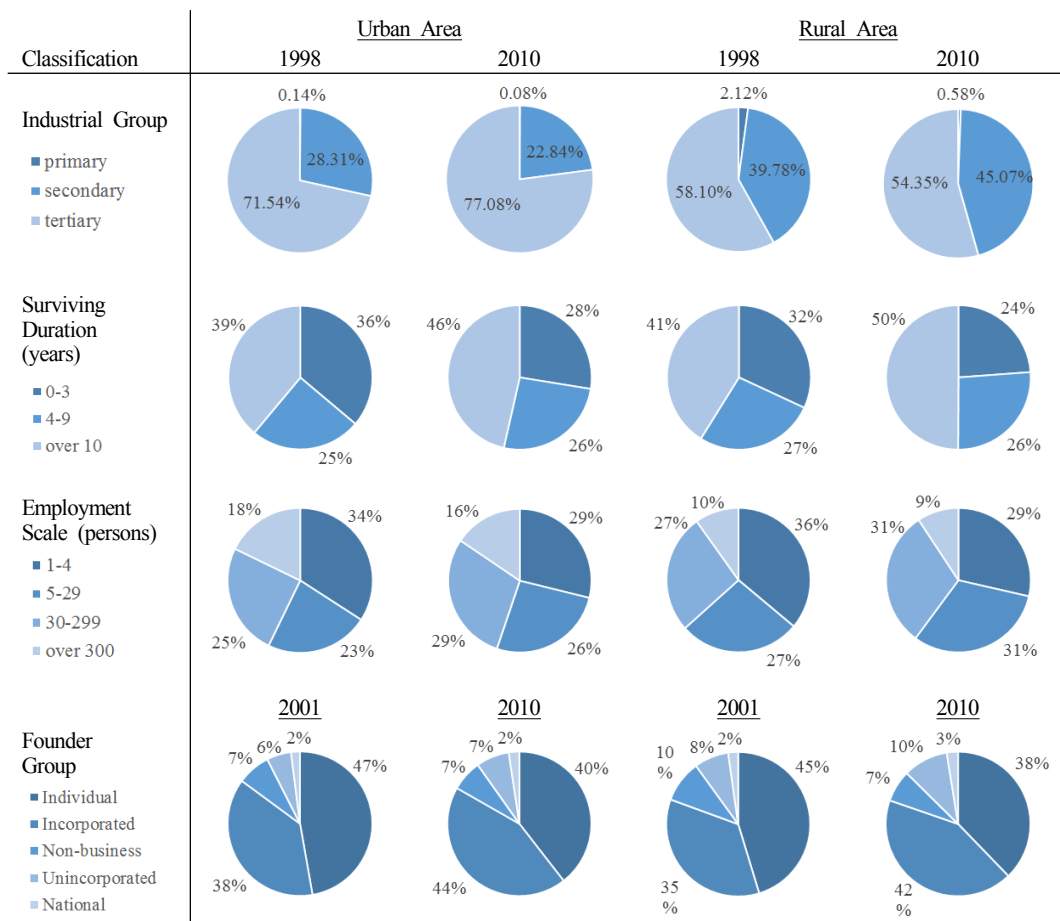 Urban Area Rural Area
Classification 1998 2010 1998 2010
0.14% 0.08% 2.12% 0.58%
Industrial Group
primary
secondary
tertiary
28.31% 22.84% 39.78% 45.07%
71.54% 77.08% 58.10% 54.35%
Surviving
Duration
(years)
0-3
4-9
over 10
39% 36% 46% 28% 41% 32% 50% 24%
25% 26% 27% 26%
Employment
Scale (persons)
1-4
5-29
30-299
over 300
18% 34% 16% 29% 10% 27% 36% 9% 31% 29%
25% 23% 29% 26% 27% 31%
2001 2010 2001 2010
Founder
Group
Individual
Incorporated
Non-business
Unincorporated
National
7% 6% 2% 47% 7% 7% 2% 40% 10
% 8% 2% 45% 7% 10% 3% 38%
38% 44% 35
% 42
%